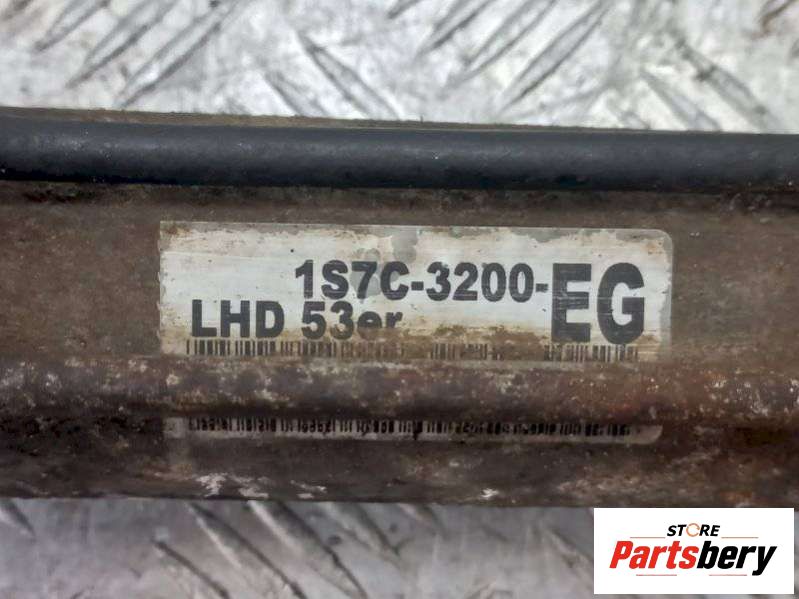 1S7C-3200-EG
LHD 53er
STORE
Partsbery